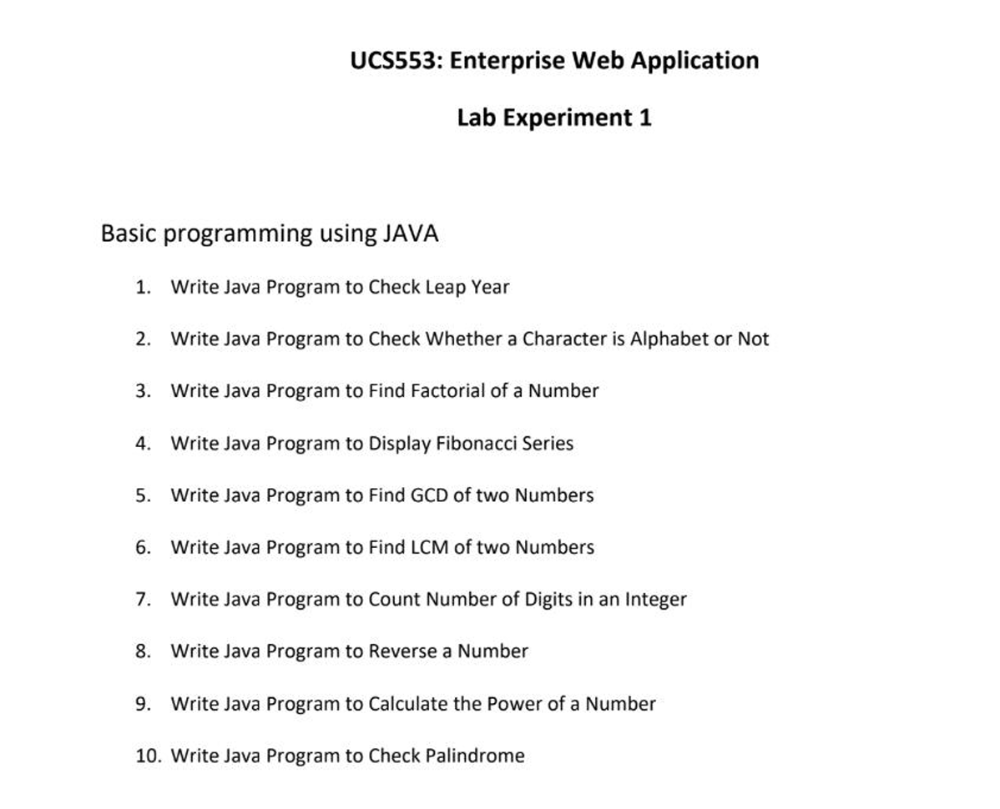 UCS553: Enterprise Web Application
Lab Experiment 1
Basic programming using JAVA
1. Write Java Program to Check Leap Year
2. Write Java Program to Check Whether a Character is Alphabet or Not
3. Write Java Program to Find Factorial of a Number
4. Write Java Program to Display Fibonacci Series
5. Write Java Program to Find GCD of two Numbers
6. Write Java Program to Find LCM of two Numbers
7. Write Java Program to Count Number of Digits in an Integer
8. Write Java Program to Reverse a Number
9. Write Java Program to Calculate the Power of a Number
10. Write Java Program to Check Palindrome